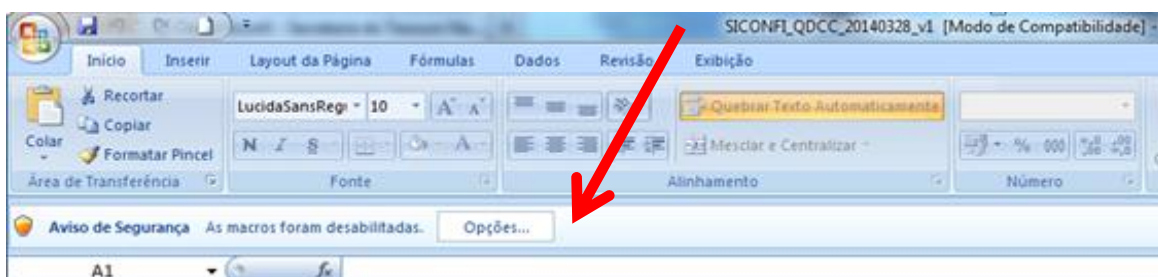 SICONFI_QDCC_20140328_v1 [Modo de Compatibilidade] -
Início Inserir Layout da Página Fórmulas Dados Revisão Exibição
Recortar
LucidaSansRegi 10 A A Quebrar Texto Automaticamente
Copiar
Colar
Formatar Pincel N I S A Mesclar e Centralizar % 000
Área de Transferência Fonte Alinhamento Número
Aviso de Segurança As macros foram desabilitadas. Opções...
A1 fx